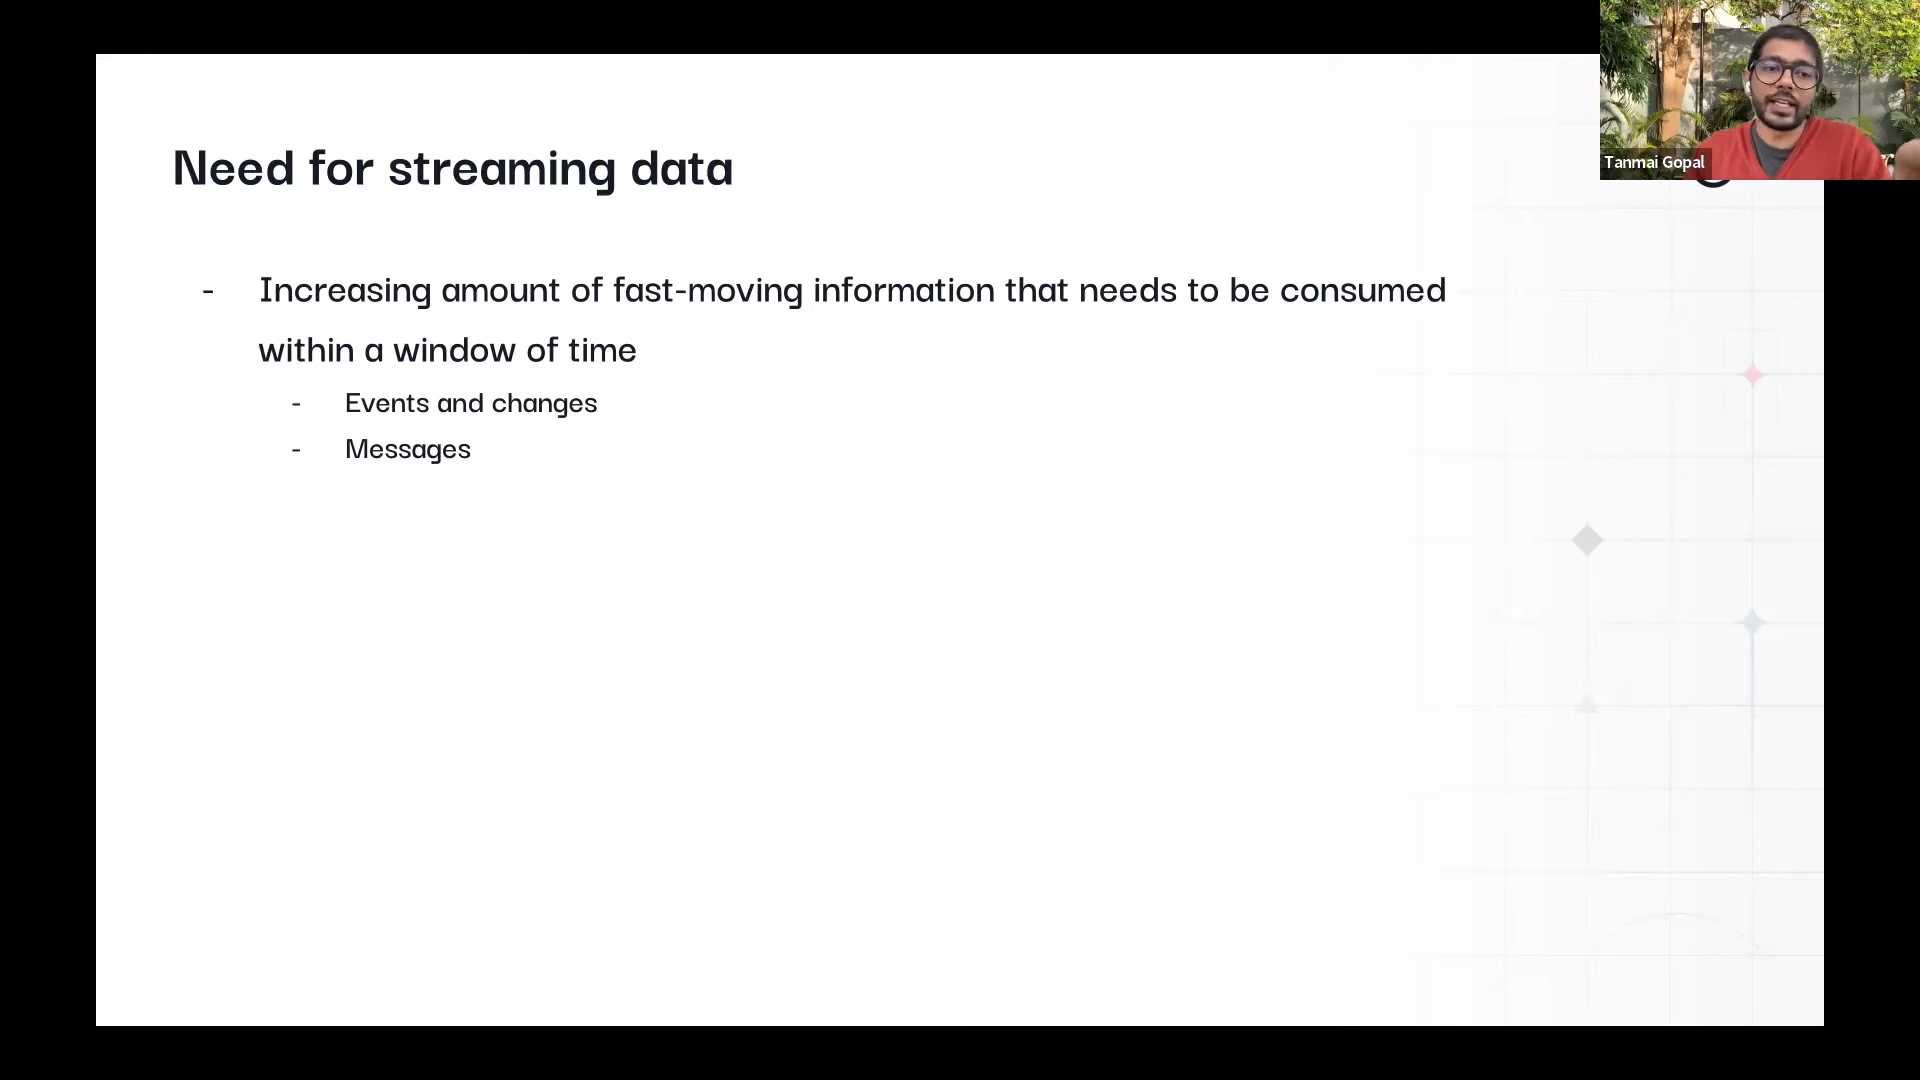 Need for streaming data
Tanmai Gopal
- Increasing amount of fast-moving information that needs to be consumed
within a window of time
- Events and changes
- Messages